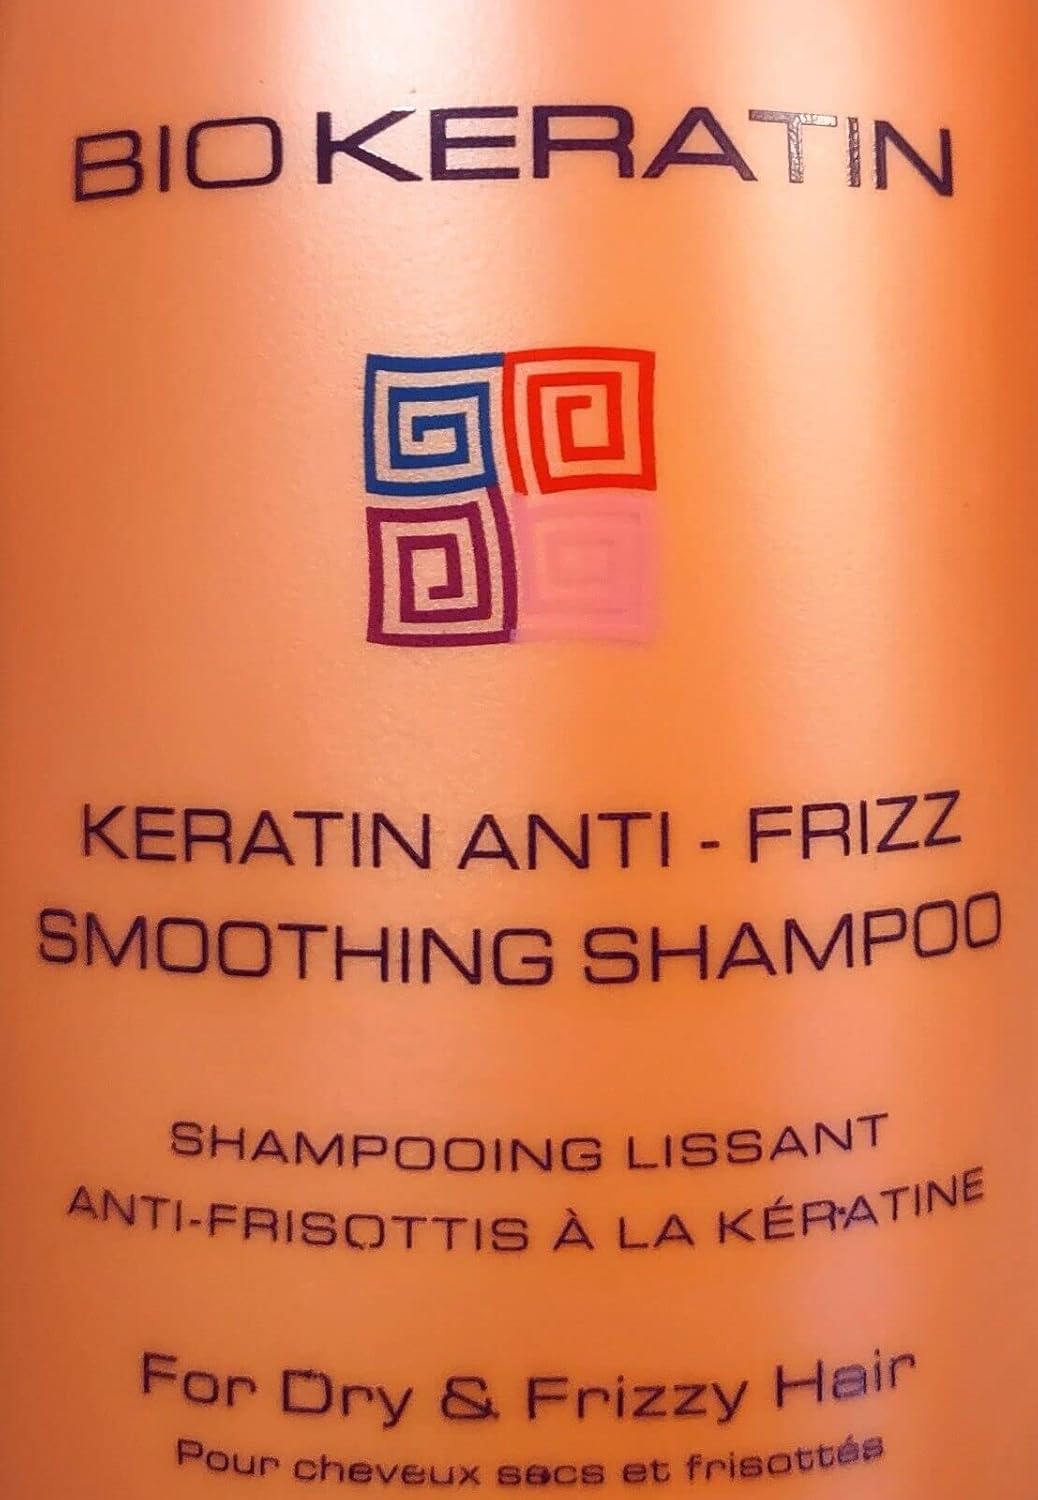 BIOKERATIN
KERATIN ANTI - FRIZZ
SMOOTHING SHAMPOO
SHAMPOOING LISSANT
ANTI-FRISOTTIS À LA KÉRATINE
For Dry & Frizzy Hair
Pour cheveux secs et frisottés